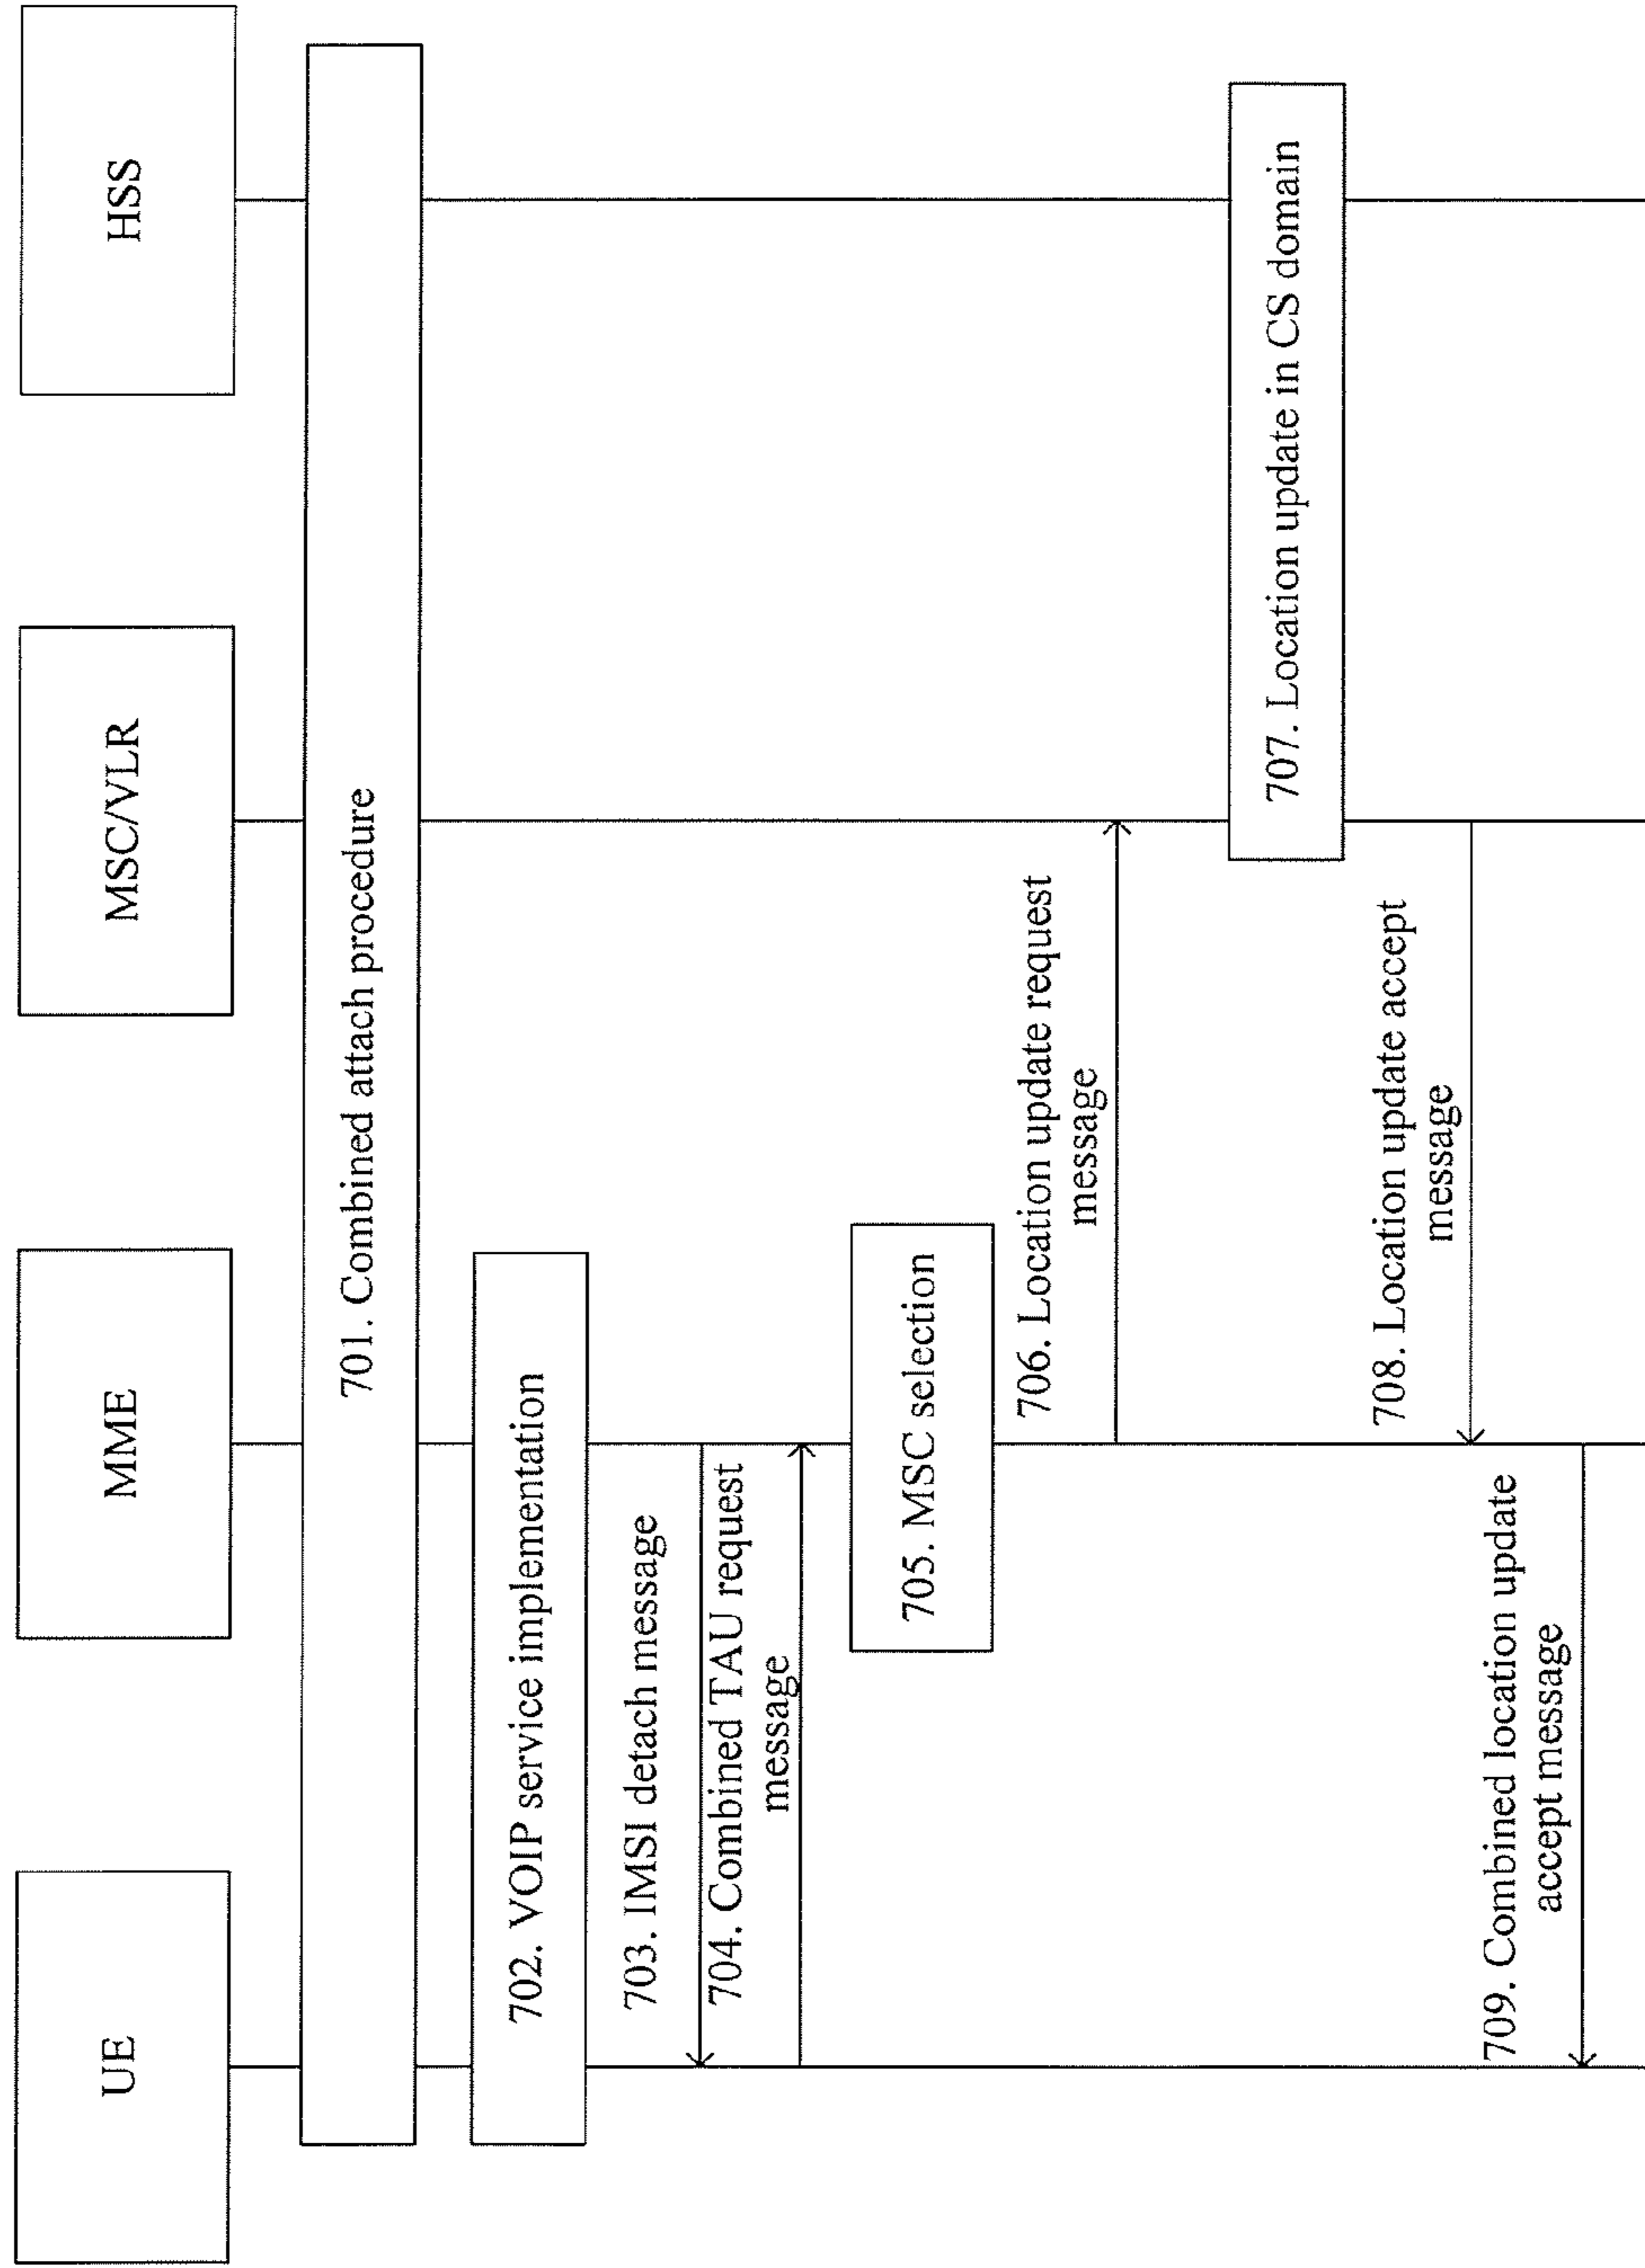 UE
MME
MSC/VLR
HSS
701. Combined attach procedure
702. VOIP service implementation
703. IMSI detach message
704. Combined TAU request
message
705. MSC selection
706. Location update request
message
707. Location update in CS domain
708. Location update accept
message
709. Combined location update
accept message